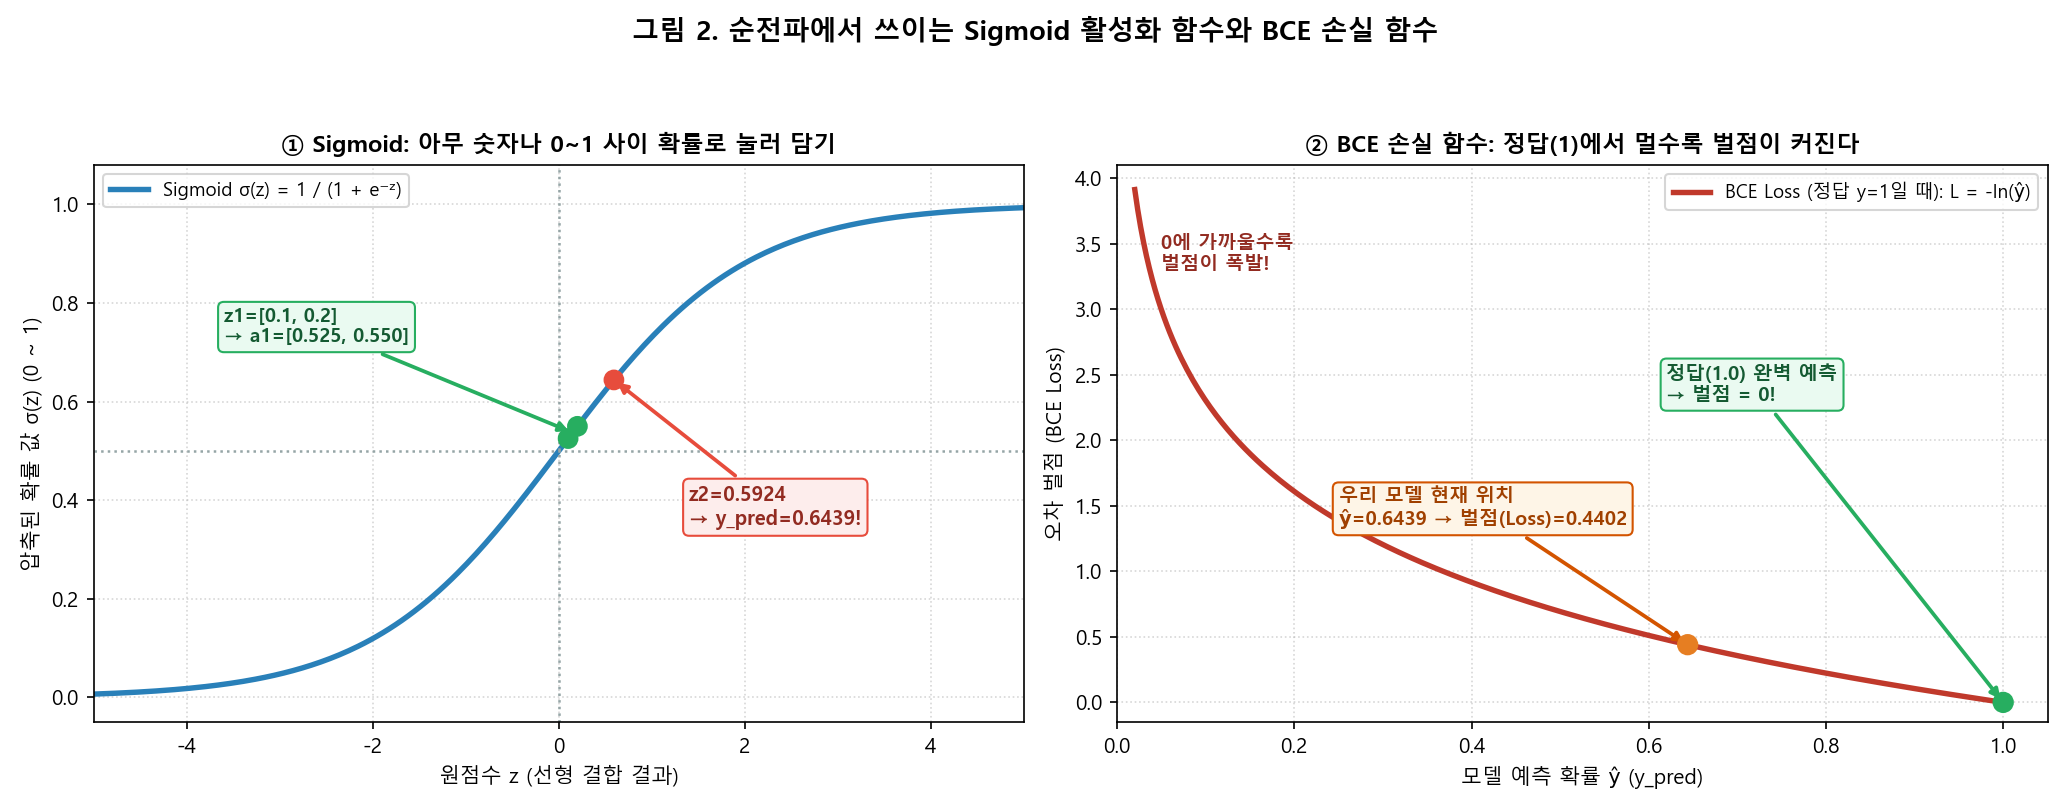 그림 2. 순전파에서 쓰이는 Sigmoid 활성화 함수와 BCE 손실 함수
① Sigmoid: 아무 숫자나 0~1 사이 확률로 눌러 담기
Sigmoid σ(z) = 1 / (1 + e⁻ᶻ)
압축된 확률 값 σ(z) (0 ~ 1)
1.0
0.8
0.6
0.4
0.2
0.0
z1=[0.1, 0.2]
→ a1=[0.525, 0.550]
z2=0.5924
→ y_pred=0.6439!
-4
-2
0
2
4
원점수 z (선형 결합 결과)
② BCE 손실 함수: 정답(1)에서 멀수록 벌점이 커진다
BCE Loss (정답 y=1일 때): L = -ln(ŷ)
오차 벌점 (BCE Loss)
4.0
3.5
3.0
2.5
2.0
1.5
1.0
0.5
0.0
0에 가까울수록
벌점이 폭발!
정답(1.0) 완벽 예측
→ 벌점 = 0!
우리 모델 현재 위치
ŷ=0.6439 → 벌점(Loss)=0.4402
0.0
0.2
0.4
0.6
0.8
1.0
모델 예측 확률 ŷ (y_pred)